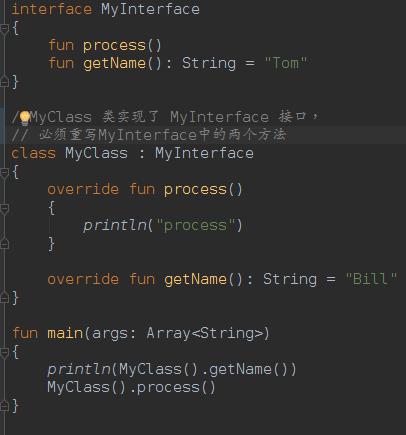 interface MyInterface
{
fun process()
fun getName(): String = "Tom"
}
/ MyClass 类实现了 MyInterface 接口，
// 必须重写MyInterface中的两个方法
class MyClass : MyInterface
{
override fun process()
{
println("process")
}
override fun getName(): String = "Bill"
}
fun main(args: Array<String>)
{
println(MyClass().getName())
MyClass().process()
}